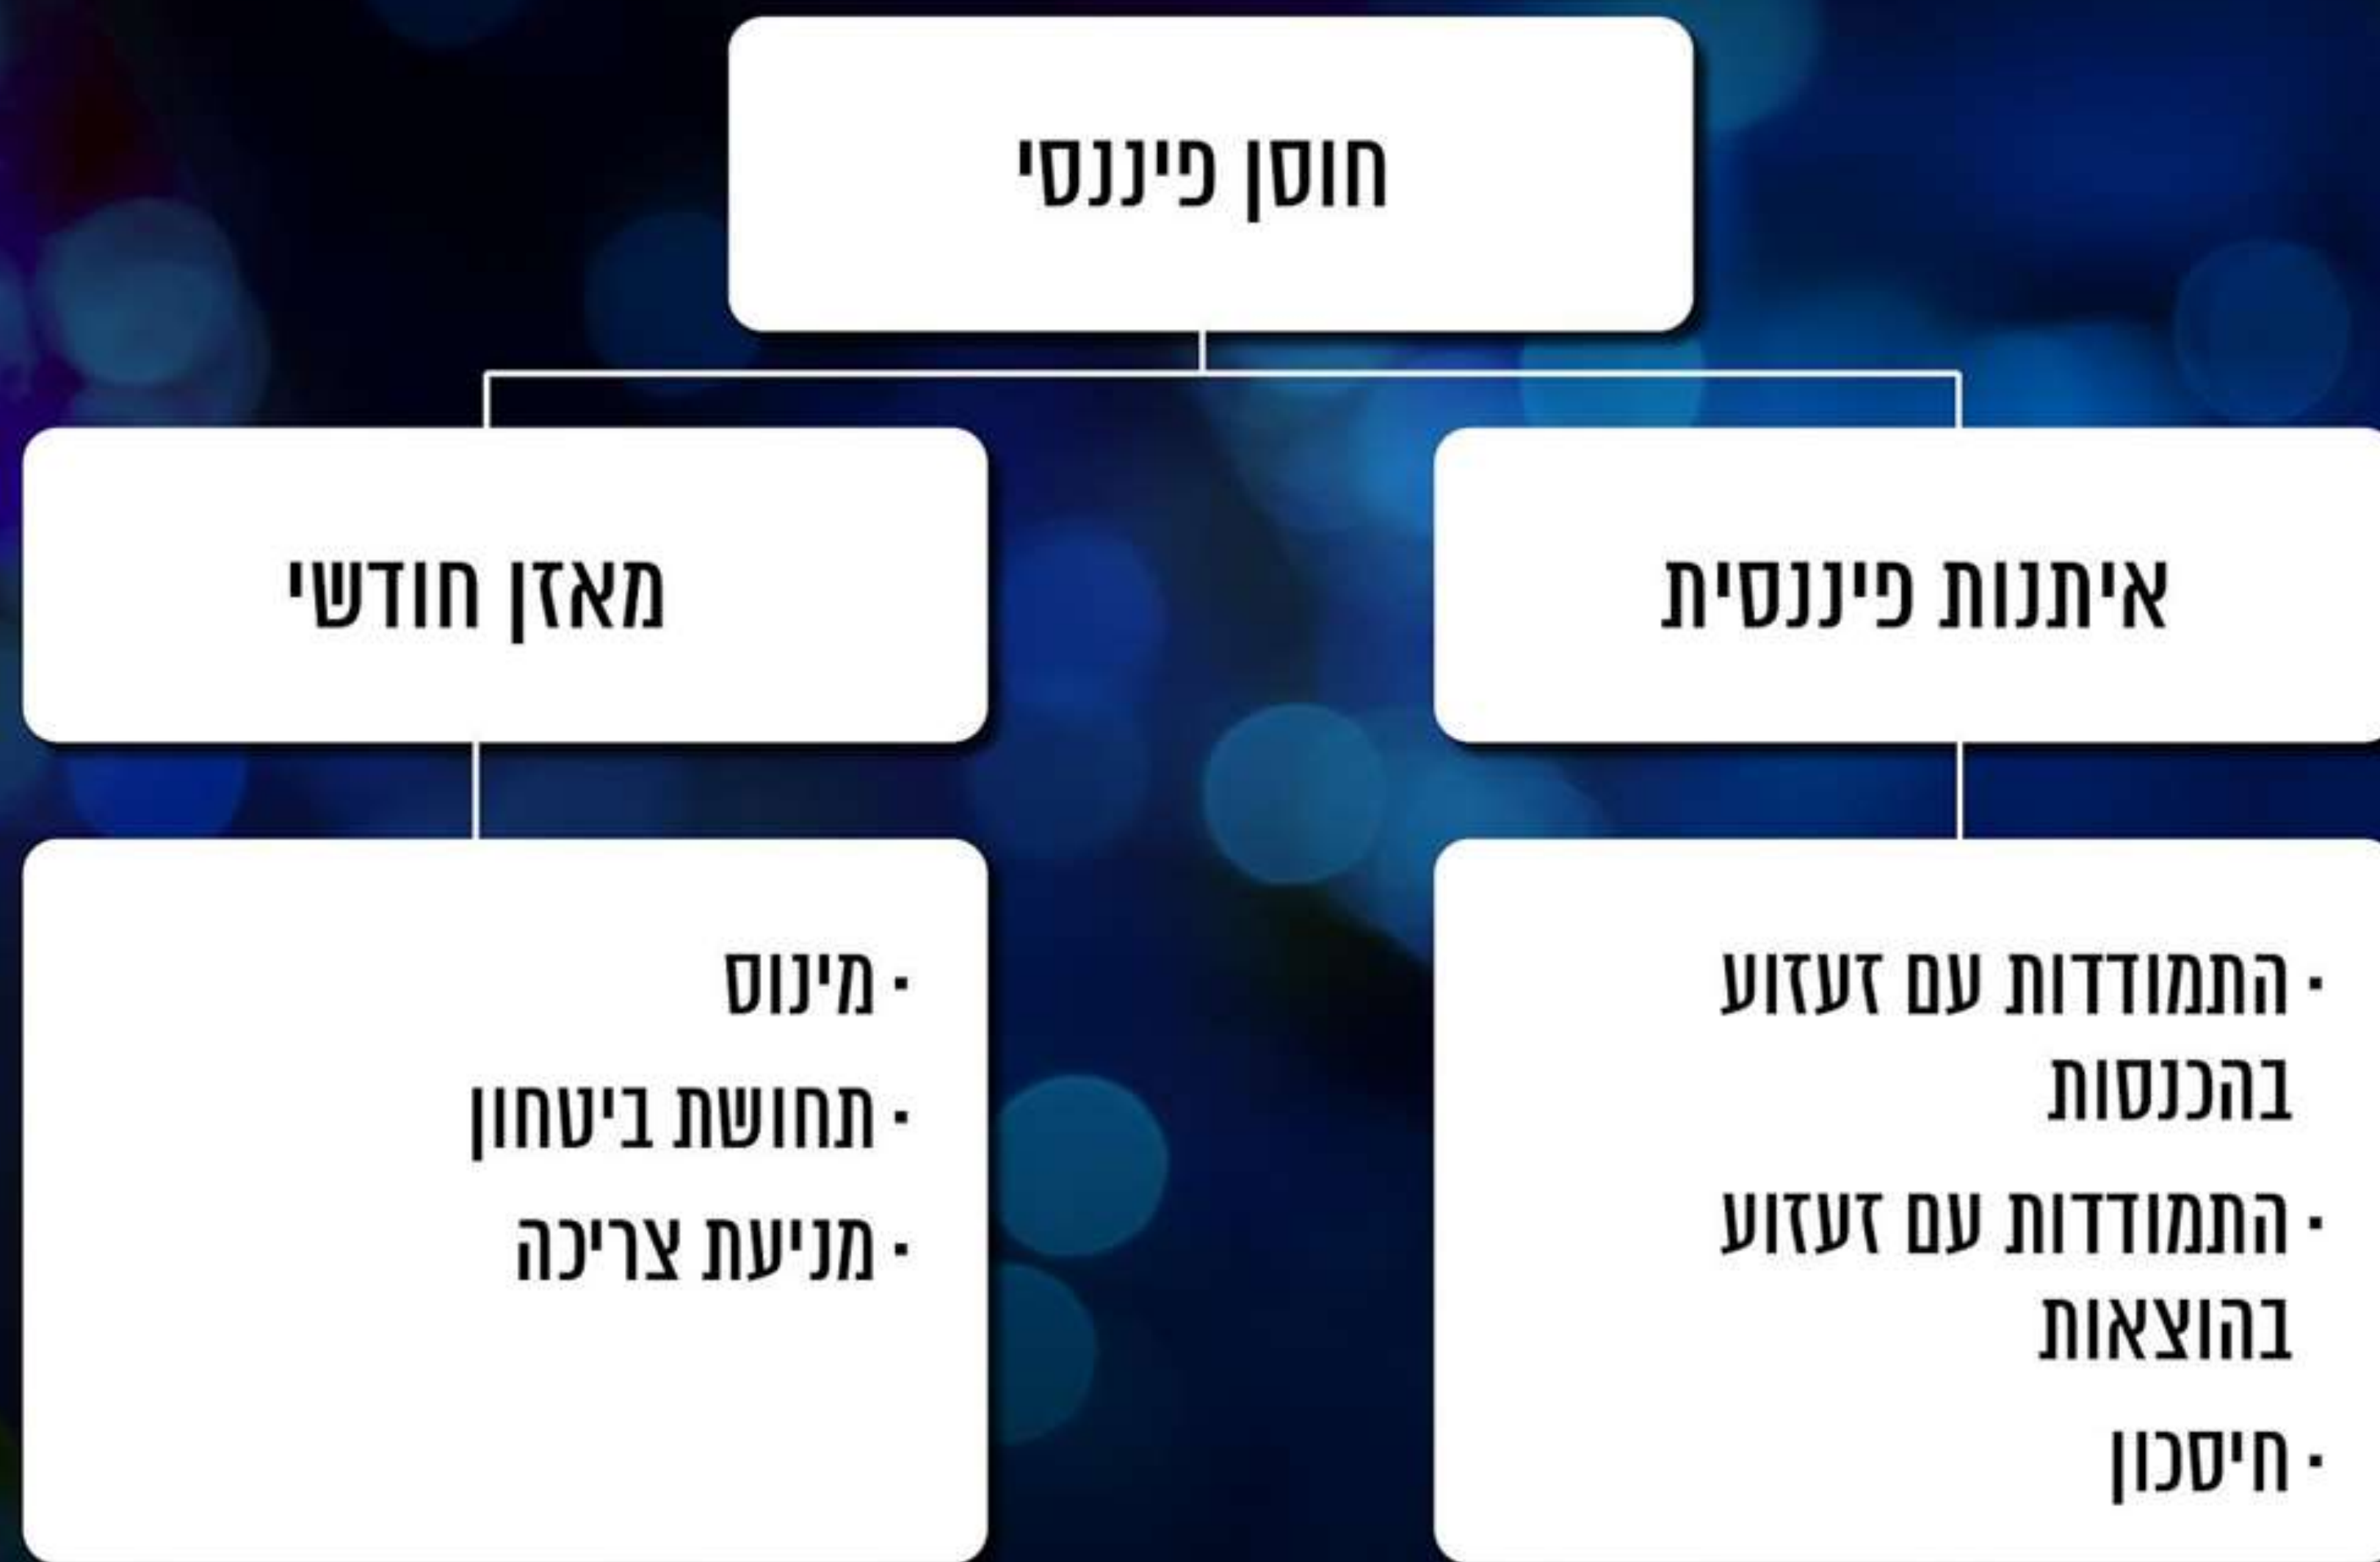 חוסן פיננסי
איתנות פיננסית
מאזן חודשי
· התמודדות עם זעזוע
בהכנסות
· התמודדות עם זעזוע
בהוצאות
· חיסכון
· מינוס
· תחושת ביטחון
· מניעת צריכה